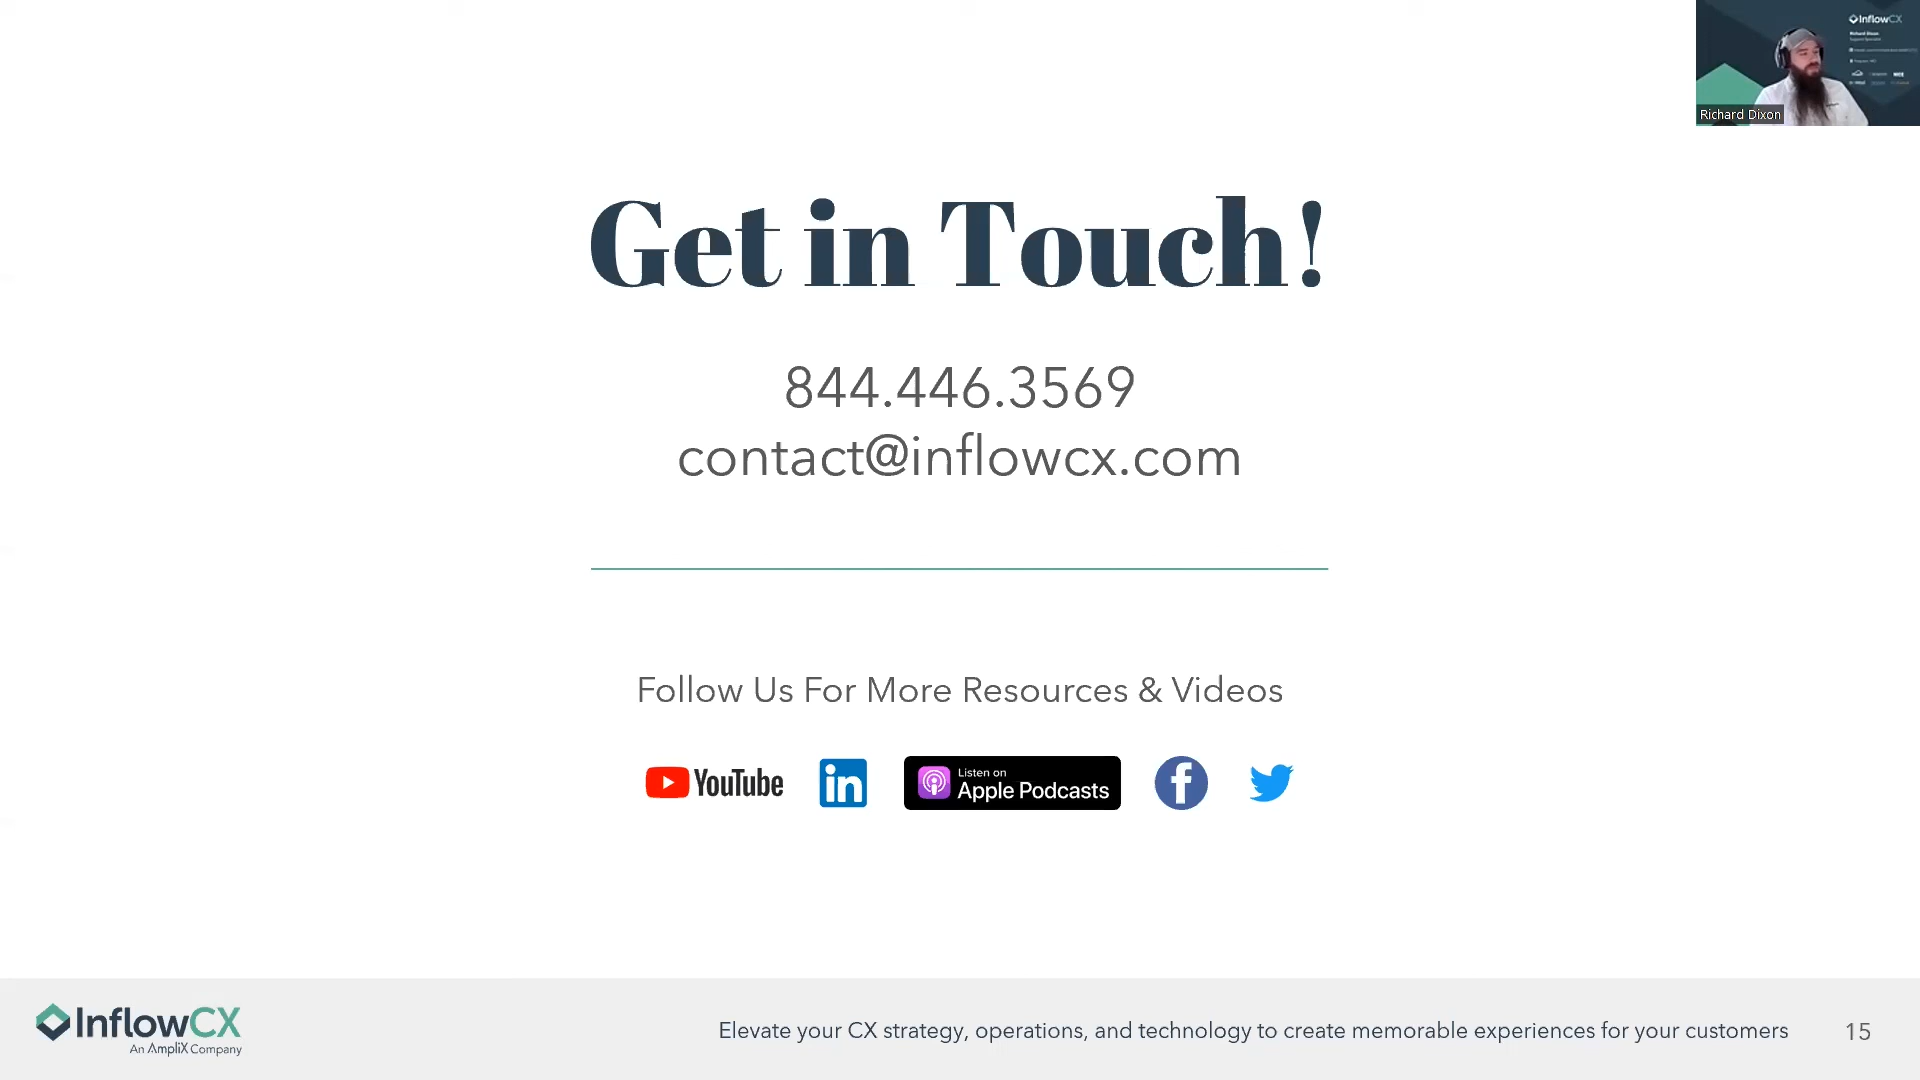 InflowCX
Richard Dixon
Richard Dixon
Get in Touch!
844.446.3569
contact@inflowcx.com
Follow Us For More Resources & Videos
YouTube
in
Listen on
Apple Podcasts
f
InflowCX
An AmpliX Company
Elevate your CX strategy, operations, and technology to create memorable experiences for your customers
15